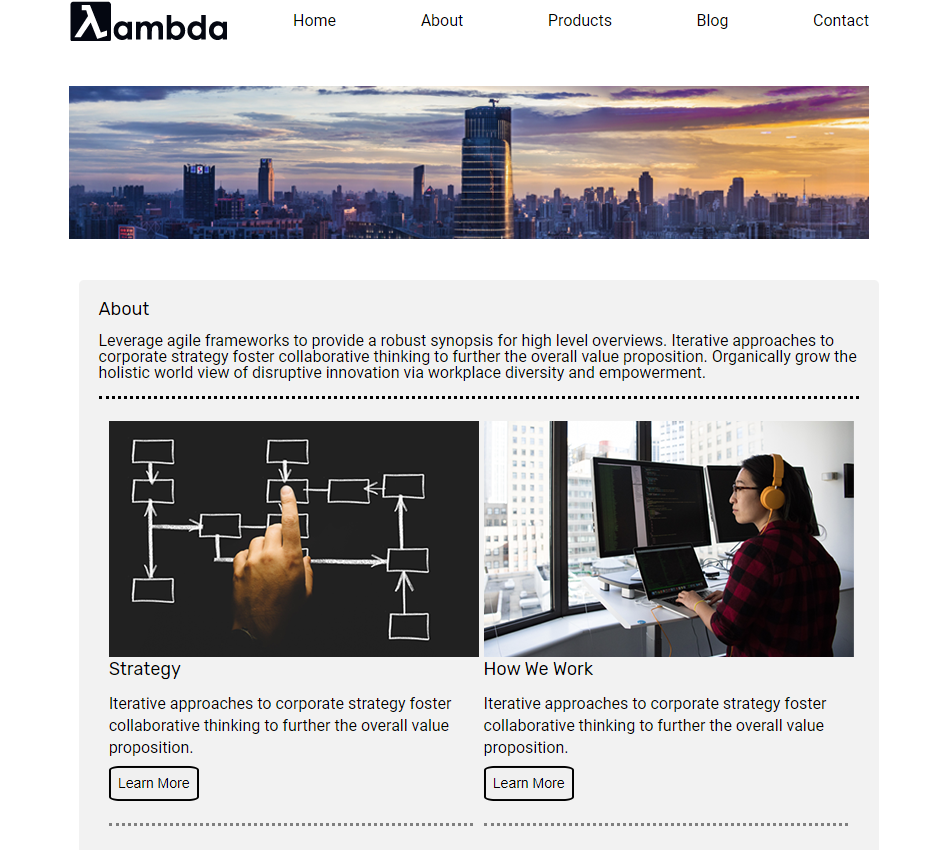 λambda
Home About Products Blog Contact
About
Leverage agile frameworks to provide a robust synopsis for high level overviews. Iterative approaches to
corporate strategy foster collaborative thinking to further the overall value proposition. Organically grow the
holistic world view of disruptive innovation via workplace diversity and empowerment.
Strategy
Iterative approaches to corporate strategy foster
collaborative thinking to further the overall value
proposition.
Learn More
How We Work
Iterative approaches to corporate strategy foster
collaborative thinking to further the overall value
proposition.
Learn More